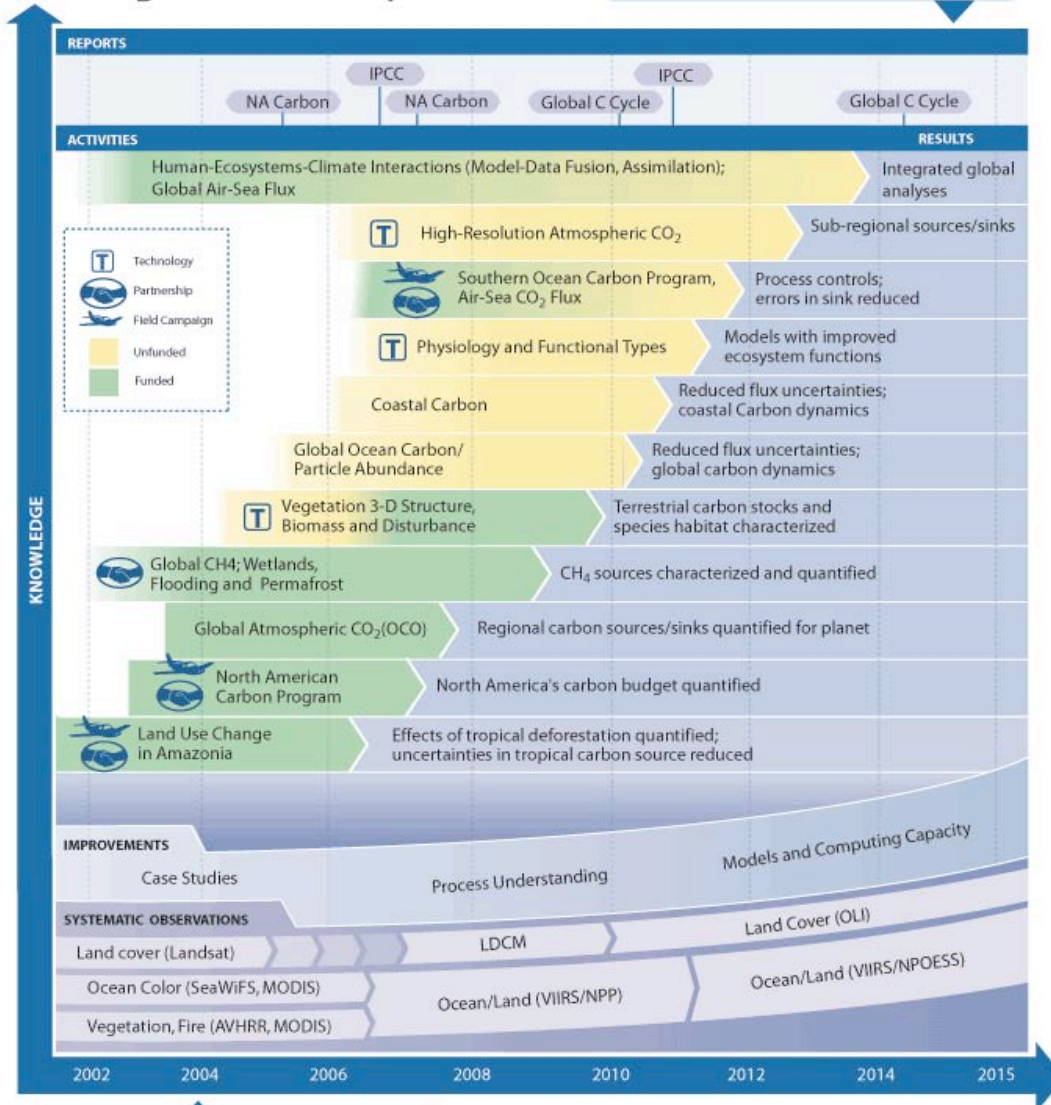 REPORTS
IPCC
IPCC
NA Carbon
NA Carbon
Global C Cycle
Global C Cycle
ACTIVITIES
RESULTS
Human-Ecosystems-Climate Interactions (Model-Data Fusion, Assimilation);
Global Air-Sea Flux
Integrated global
analyses
T
High-Resolution Atmospheric CO₂
Sub-regional sources/sinks
T
Technology
Partnership
Field Campaign
Unfunded
Funded
Southern Ocean Carbon Program,
Air-Sea CO₂ Flux
Process controls;
errors in sink reduced
T
Physiology and Functional Types
Models with improved
ecosystem functions
Coastal Carbon
Reduced flux uncertainties;
coastal Carbon dynamics
Global Ocean Carbon/
Particle Abundance
Reduced flux uncertainties;
global carbon dynamics
T
Vegetation 3-D Structure,
Biomass and Disturbance
Terrestrial carbon stocks and
species habitat characterized
Global CH4; Wetlands,
Flooding and Permafrost
CH₄ sources characterized and quantified
Global Atmospheric CO₂(OCO)
Regional carbon sources/sinks quantified for planet
North American
Carbon Program
North America's carbon budget quantified
Land Use Change
in Amazonia
Effects of tropical deforestation quantified;
uncertainties in tropical carbon source reduced
KNOWLEDGE
IMPROVEMENTS
Case Studies
Process Understanding
Models and Computing Capacity
SYSTEMATIC OBSERVATIONS
Land cover (Landsat)
LDCM
Land Cover (OLI)
Ocean Color (SeaWiFS, MODIS)
Ocean/Land (VIIRS/NPP)
Ocean/Land (VIIRS/NPOESS)
Vegetation, Fire (AVHRR, MODIS)
2002
2004
2006
2008
2010
2012
2014
2015